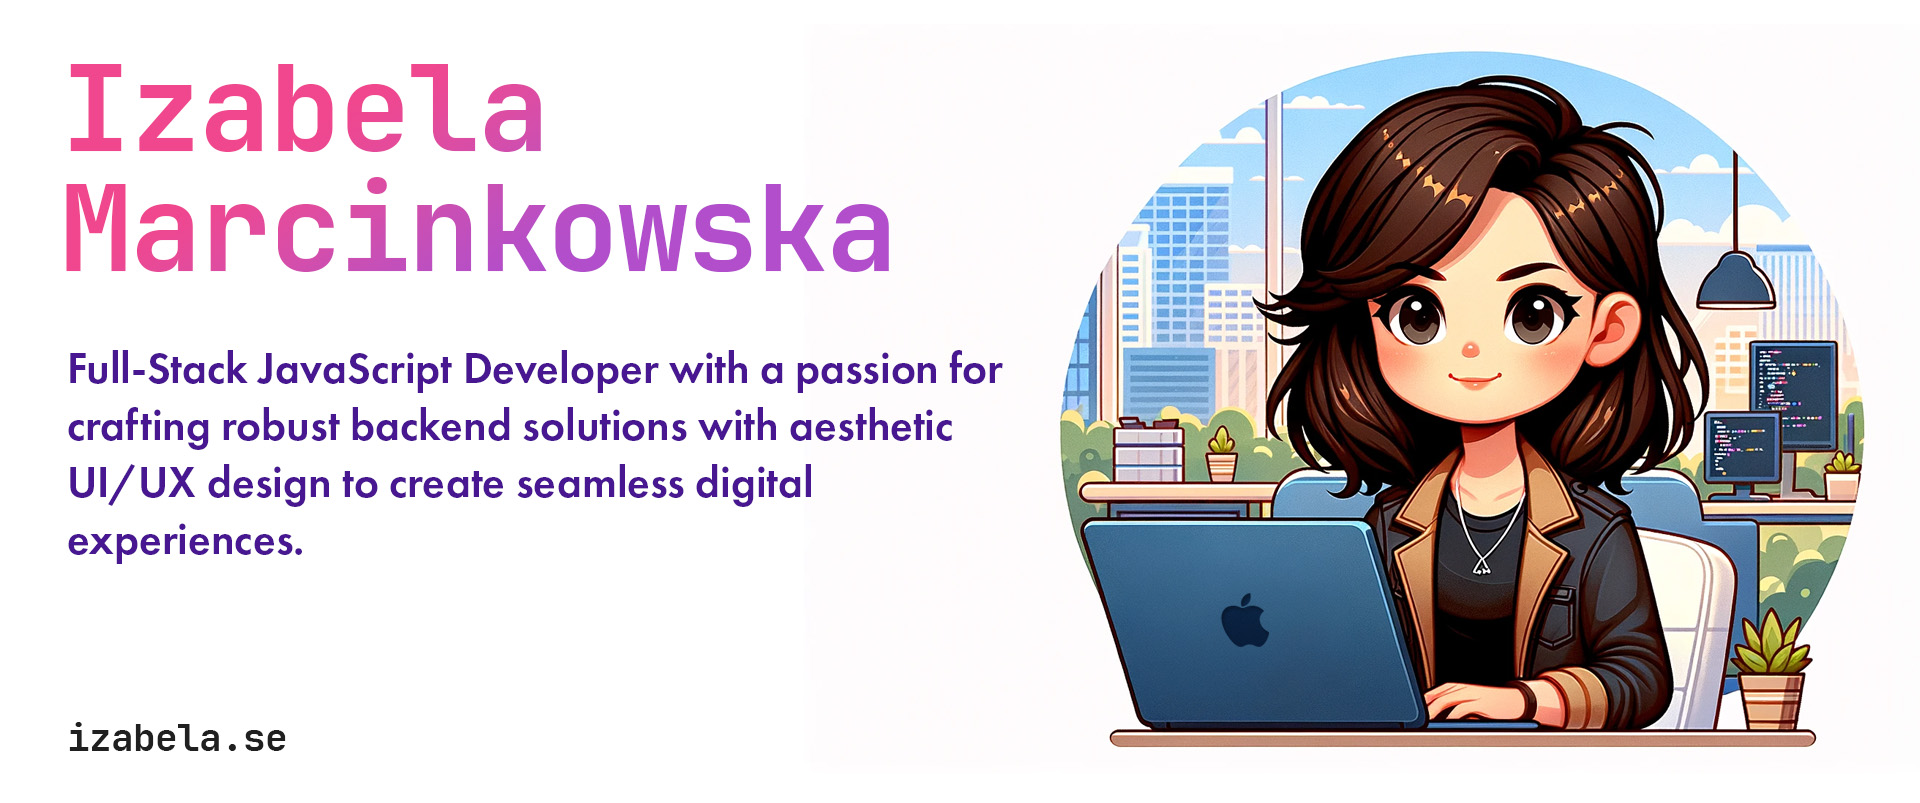 Izabela
Marcinkowska
Full-Stack JavaScript Developer with a passion for
crafting robust backend solutions with aesthetic
UI/UX design to create seamless digital
experiences.
izabela.se